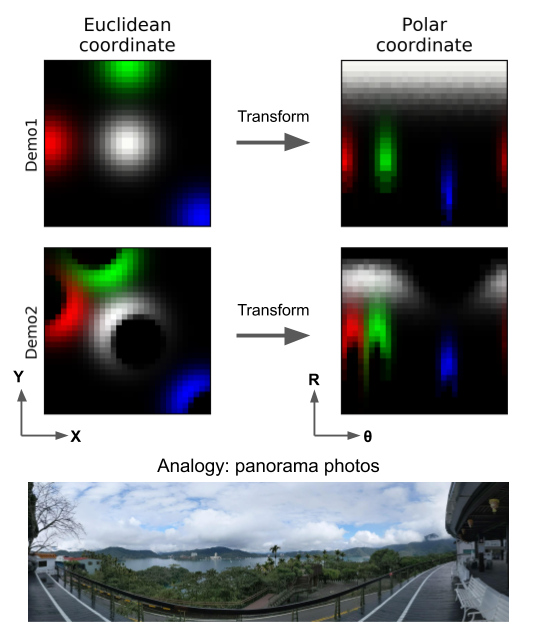 Euclidean
coordinate
Polar
coordinate
Demo1
Transform
Demo2
Transform
Y
X
R
θ
Analogy: panorama photos